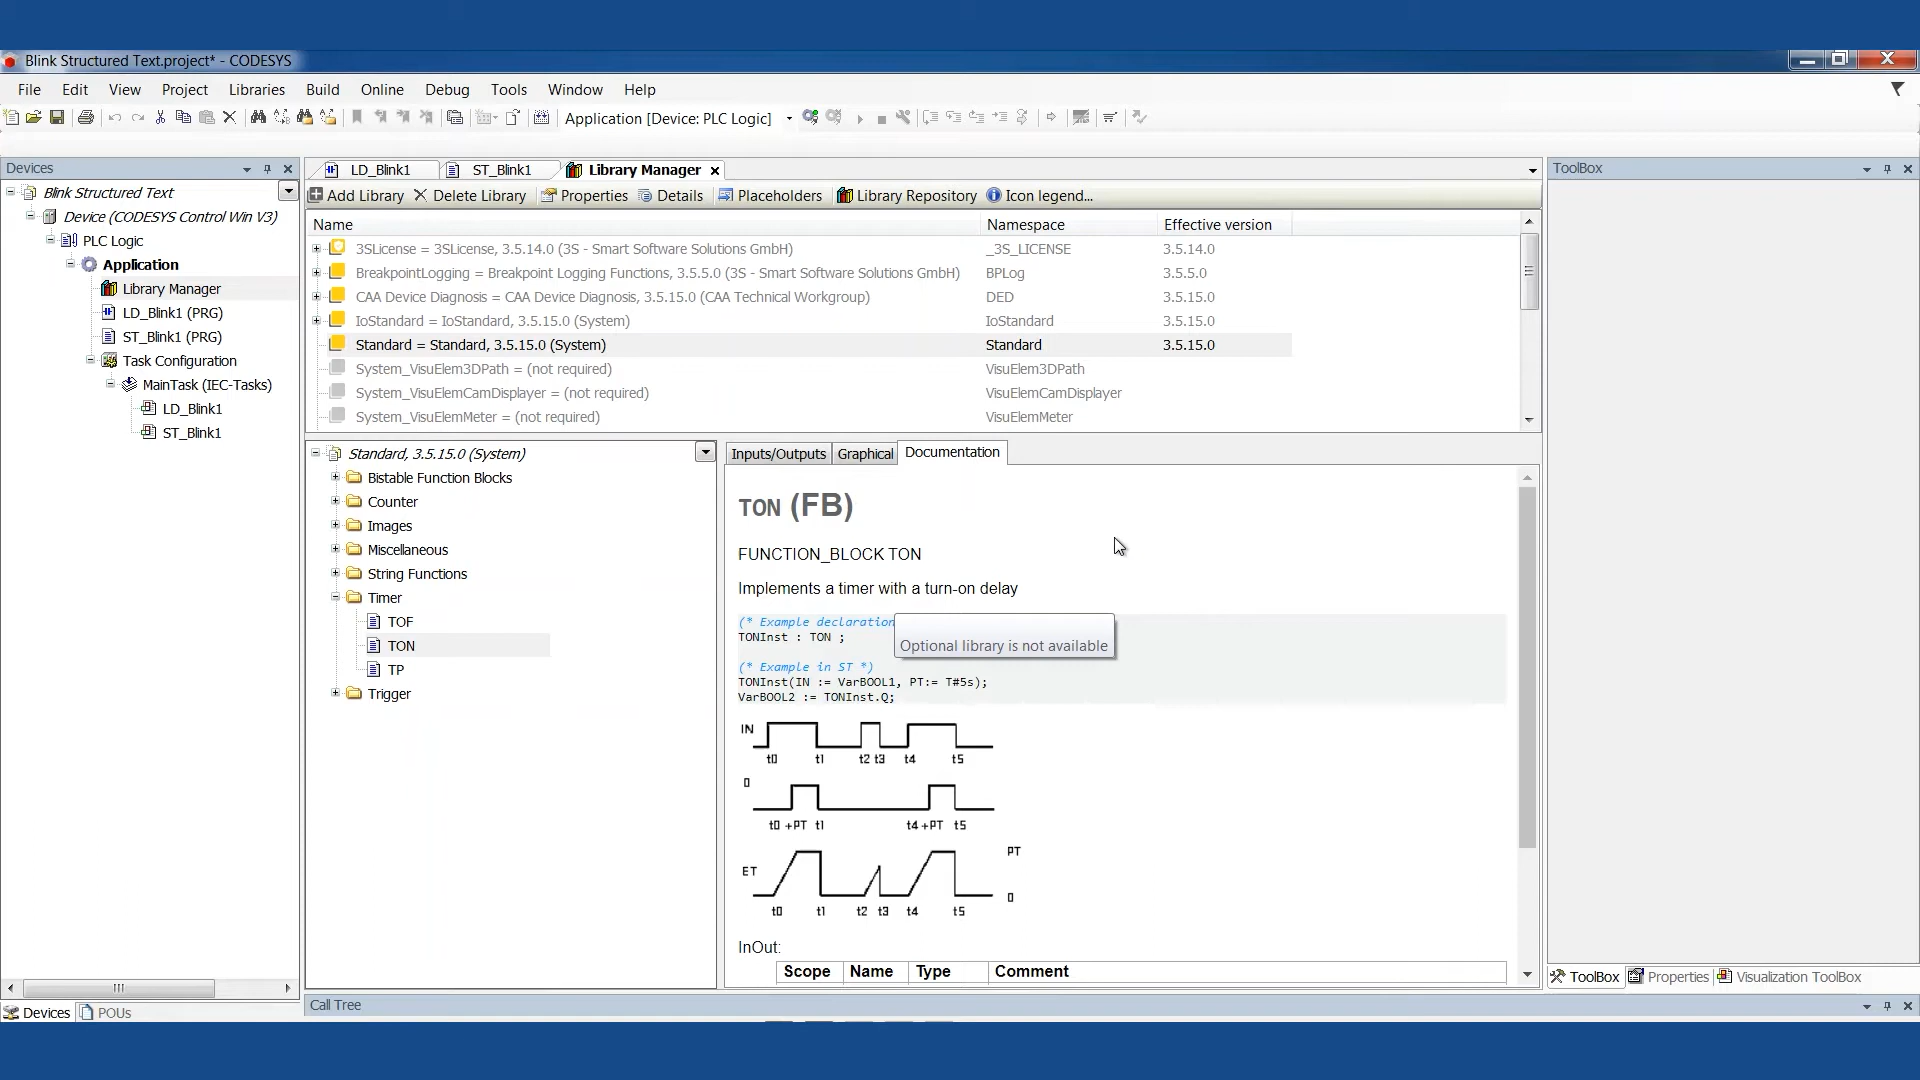 Blink Structured Text.project* - CODESYS
File Edit View Project Libraries Build Online Debug Tools Window Help
Application [Device: PLC Logic]
Devices
Blink Structured Text
Device (CODESYS Control Win V3)
PLC Logic
Application
Library Manager
LD_Blink1 (PRG)
ST_Blink1 (PRG)
Task Configuration
MainTask (IEC-Tasks)
LD_Blink1
ST_Blink1
Devices POUs
LD_Blink1 ST_Blink1 Library Manager
Add Library Delete Library Properties Details Placeholders Library Repository Icon legend...
Name Namespace Effective version
3SLicense = 3SLicense, 3.5.14.0 (3S - Smart Software Solutions GmbH) _3S_LICENSE 3.5.14.0
BreakpointLogging = Breakpoint Logging Functions, 3.5.5.0 (3S - Smart Software Solutions GmbH) BPLog 3.5.5.0
CAA Device Diagnosis = CAA Device Diagnosis, 3.5.15.0 (CAA Technical Workgroup) DED 3.5.15.0
IoStandard = IoStandard, 3.5.15.0 (System) IoStandard 3.5.15.0
Standard = Standard, 3.5.15.0 (System) Standard 3.5.15.0
System_VisuElem3DPath = (not required) VisuElem3DPath
System_VisuElemCamDisplayer = (not required) VisuElemCamDisplayer
System_VisuElemMeter = (not required) VisuElemMeter
Standard, 3.5.15.0 (System)
Bistable Function Blocks
Counter
Images
Miscellaneous
String Functions
Timer
TOF
TON
TP
Trigger
Inputs/Outputs Graphical Documentation
TON (FB)
FUNCTION_BLOCK TON
Implements a timer with a turn-on delay
(* Example declaration
TONInst : TON ;
Optional library is not available
(* Example in ST *)
TONInst(IN := VarBOOL1, PT:= T#5s);
VarBOOL2 := TONInst.Q;
IN
t0 t1 t2 t3 t4 t5
Q
t0 +PT t1 t4 +PT t5
PT
ET
0
t0 t1 t2 t3 t4 t5
InOut:
Scope Name Type Comment
Call Tree
ToolBox
ToolBox Properties Visualization ToolBox